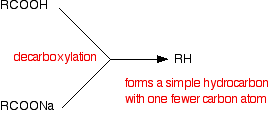 RCOOH
decarboxylation
RH
forms a simple hydrocarbon
with one fewer carbon atom
RCOONa